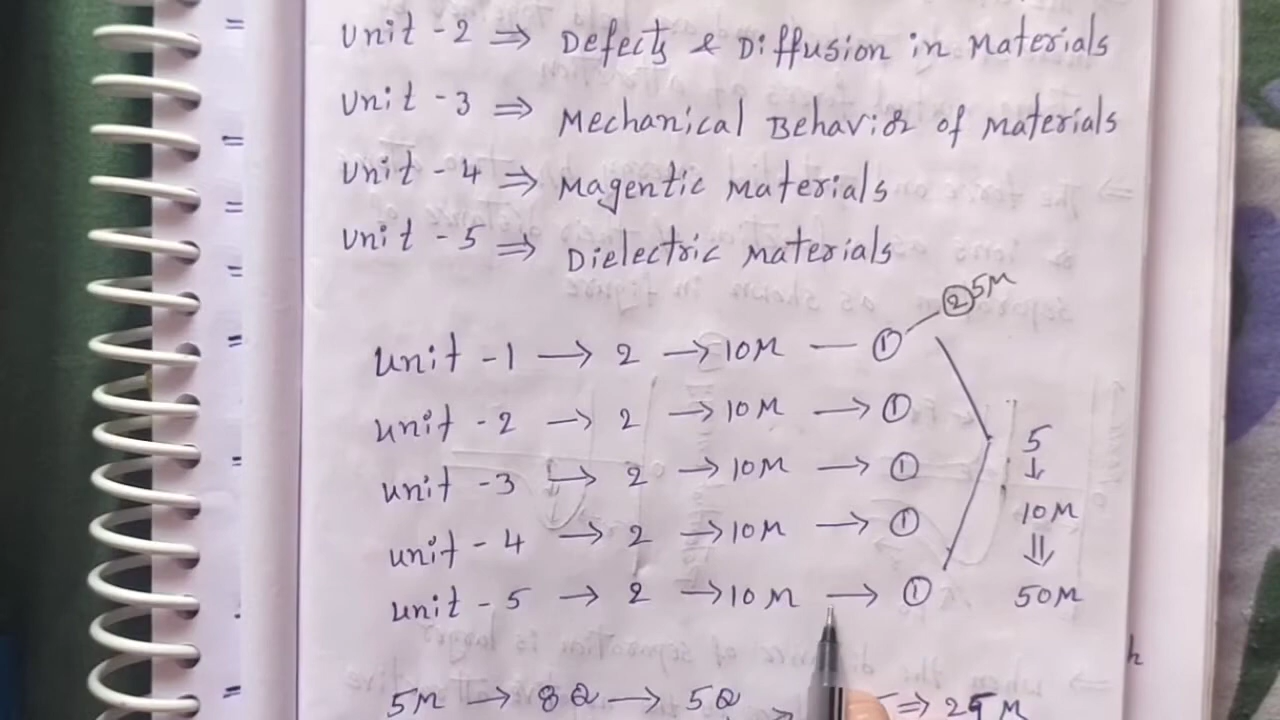 Unit - 2 ⇒ Defects & Diffusion in Materials
Unit - 3 ⇒ Mechanical Behavior of Materials
Unit - 4 ⇒ Magentic Materials
Unit - 5 ⇒ Dielectric Materials
② 5M
Unit - 1 → 2 → 10M — ①
Unit - 2 → 2 → 10M → ①
Unit - 3 → 2 → 10M → ①
Unit - 4 → 2 → 10M → ①
Unit - 5 → 2 → 10M → ①
5
↓
10M
⇓
50M
5M → 8Q → 5Q → ⇒ 25M